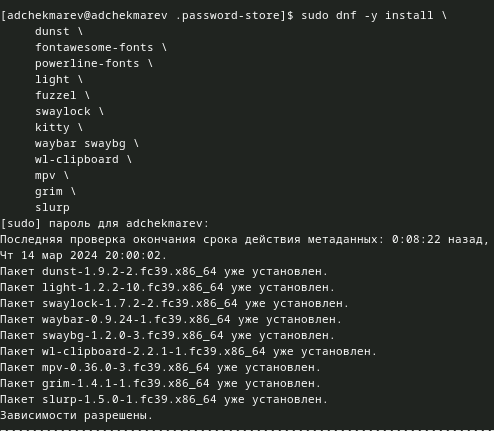 [adchekmarev@adchekmarev .password-store]$ sudo dnf -y install \
dunst \
fontawesome-fonts \
powerline-fonts \
light \
fuzzel \
swaylock \
kitty \
waybar swaybg \
wl-clipboard \
mpv \
grim \
slurp
[sudo] пароль для adchekmarev:
Последняя проверка окончания срока действия метаданных: 0:08:22 назад,
Чт 14 мар 2024 20:00:02.
Пакет dunst-1.9.2-2.fc39.x86_64 уже установлен.
Пакет light-1.2.2-10.fc39.x86_64 уже установлен.
Пакет swaylock-1.7.2-2.fc39.x86_64 уже установлен.
Пакет waybar-0.9.24-1.fc39.x86_64 уже установлен.
Пакет swaybg-1.2.0-3.fc39.x86_64 уже установлен.
Пакет wl-clipboard-2.2.1-1.fc39.x86_64 уже установлен.
Пакет mpv-0.36.0-3.fc39.x86_64 уже установлен.
Пакет grim-1.4.1-1.fc39.x86_64 уже установлен.
Пакет slurp-1.5.0-1.fc39.x86_64 уже установлен.
Зависимости разрешены.